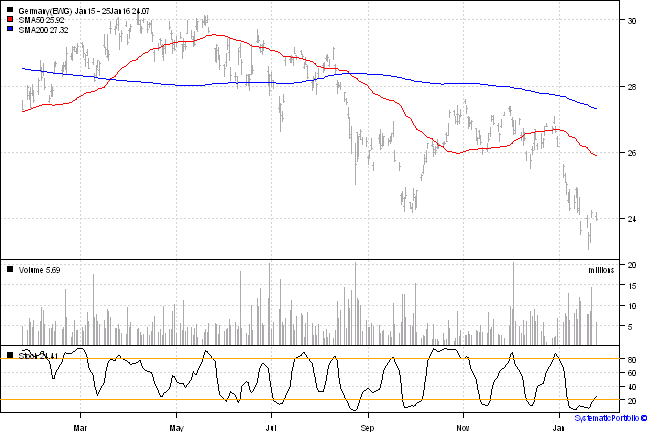 Germany(EWG) Jan15 - 25Jan16 24.07
SMA50 25.92
SMA200 27.32
30
28
26
24
Volume 5.69
millions
20
15
10
5
80
60
40
20
Mar
May
Jul
Sep
Nov
Jan
SystematicPortfolio ©